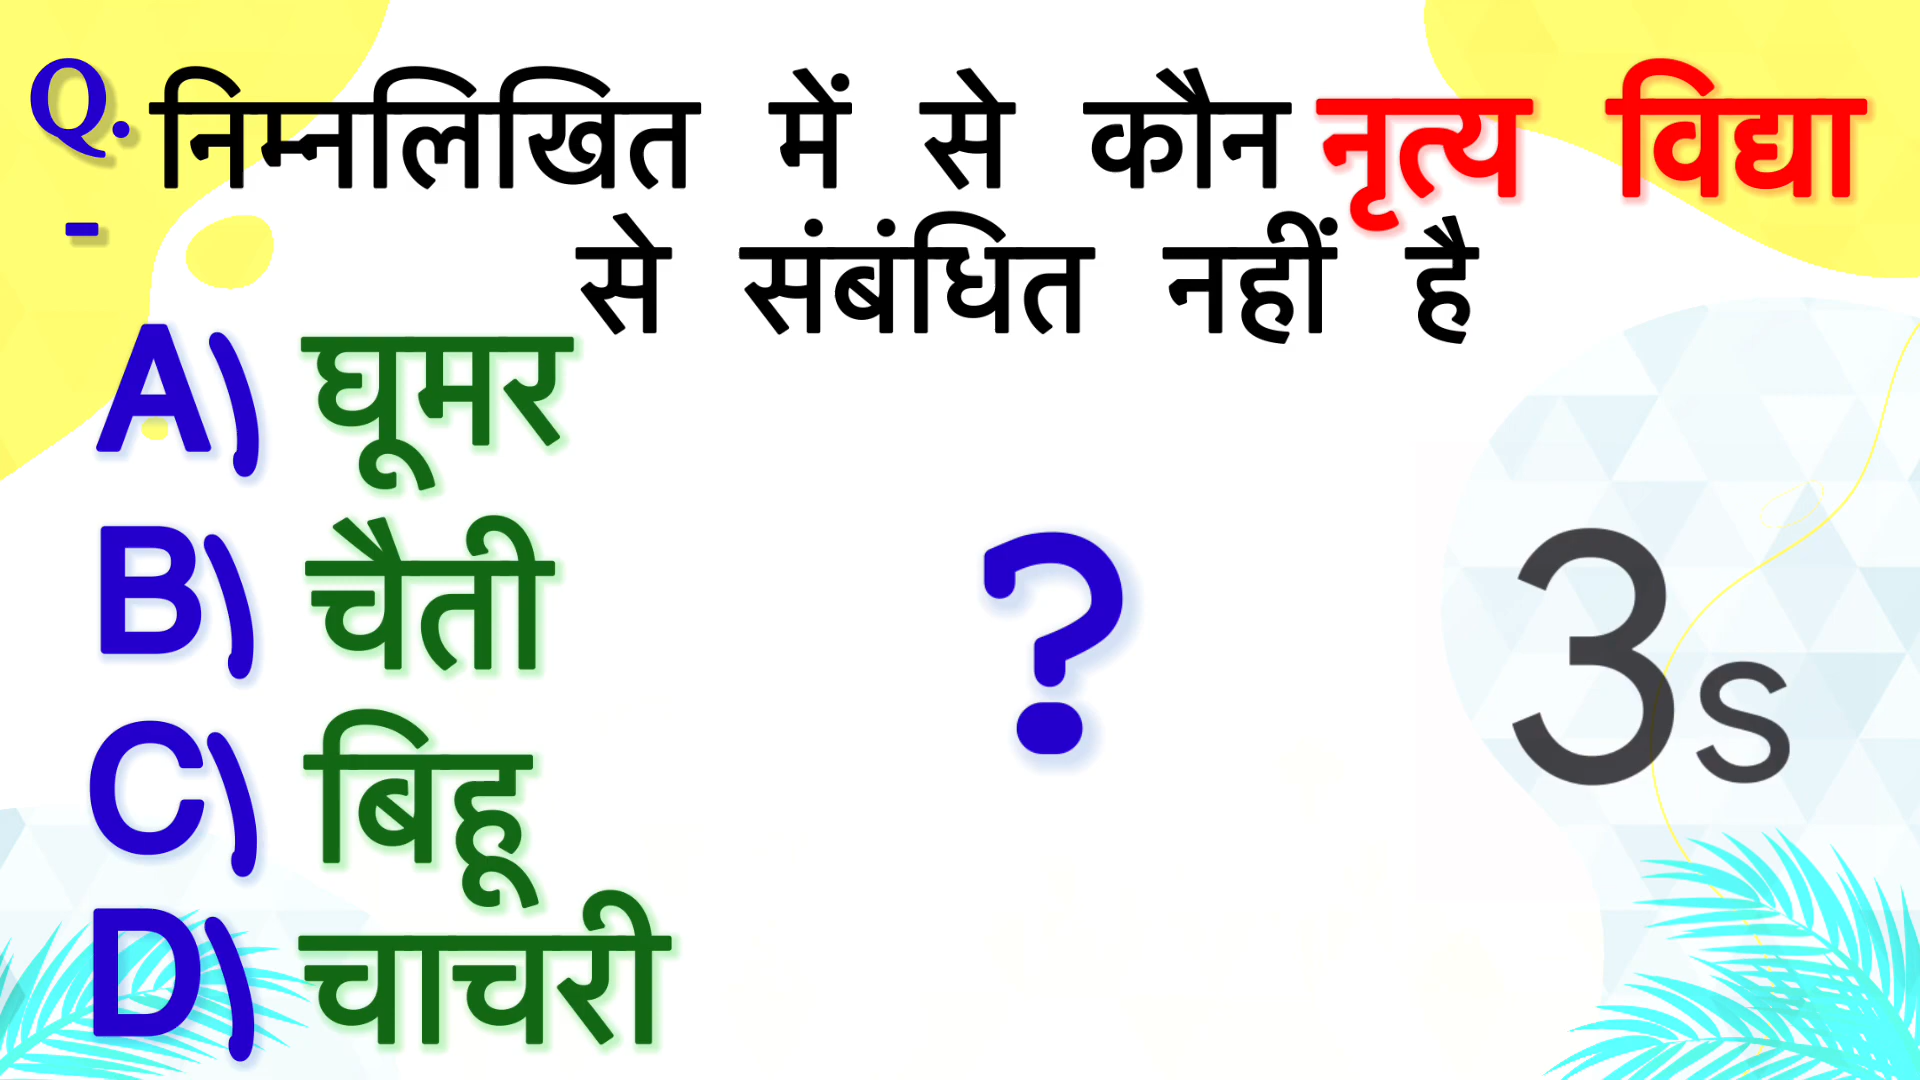 Q. निम्नलिखित में से कौन नृत्य विद्या
- से संबंधित नहीं है
A) घूमर
B) चैती
? 3s
C) बिहू
D) चाचरी